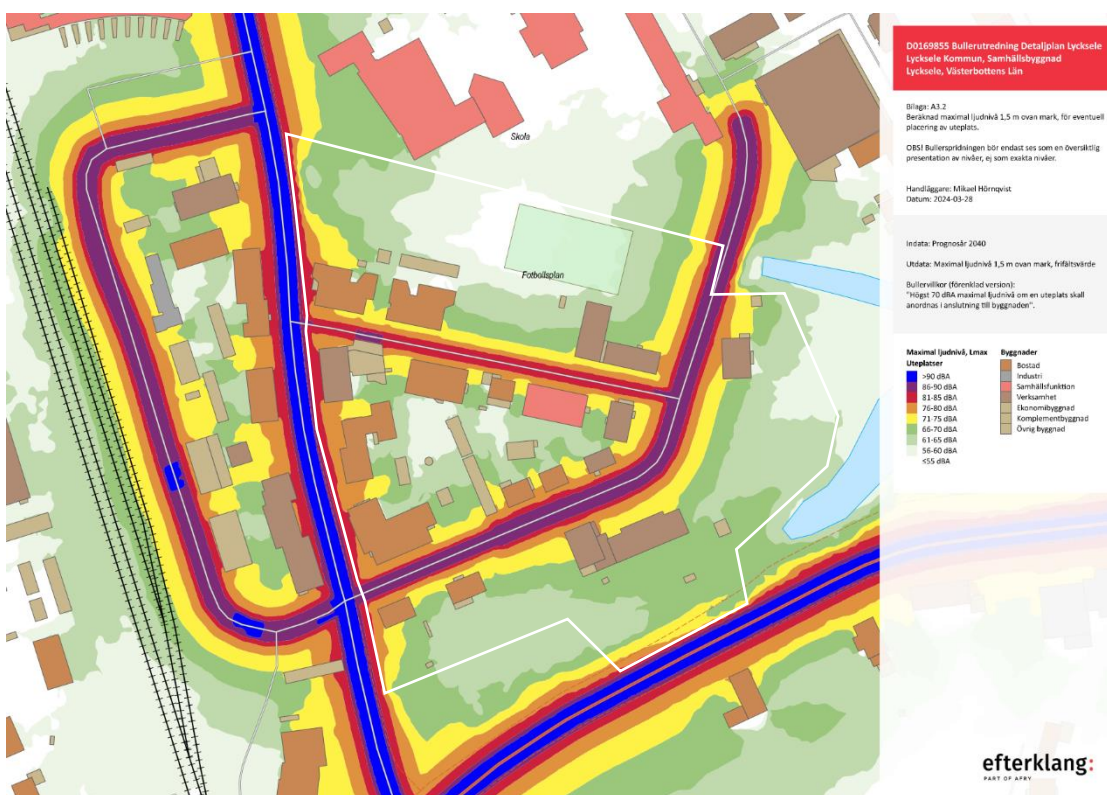 Skola
Fotbollsplan
D0169855 Bullerutredning Detaljplan Lycksele
Lycksele Kommun, Samhällsbyggnad
Lycksele, Västerbottens Län
Bilaga: A3.2
Beräknad maximal ljudnivå 1,5 m ovan mark, för eventuell
placering av uteplats.
OBS! Bullerspridningen bör endast ses som en översiktlig
presentation av nivåer, ej som exakta nivåer.
Handläggare: Mikael Hörnqvist
Datum: 2024-03-28
Indata: Prognosår 2040
Utdata: Maximal ljudnivå 1,5 m ovan mark, frifältsvärde
Bullervillkor (förenklad version):
"Högst 70 dBA maximal ljudnivå om en uteplats skall
anordnas i anslutning till byggnaden".
Maximal ljudnivå, Lmax
Uteplatser
>90 dBA
86-90 dBA
81-85 dBA
76-80 dBA
71-75 dBA
66-70 dBA
61-65 dBA
56-60 dBA
≤55 dBA
Byggnader
Bostad
Industri
Samhällsfunktion
Verksamhet
Ekonomibyggnad
Komplementbyggnad
Övrig byggnad
efterklang:
PART OF AFRY